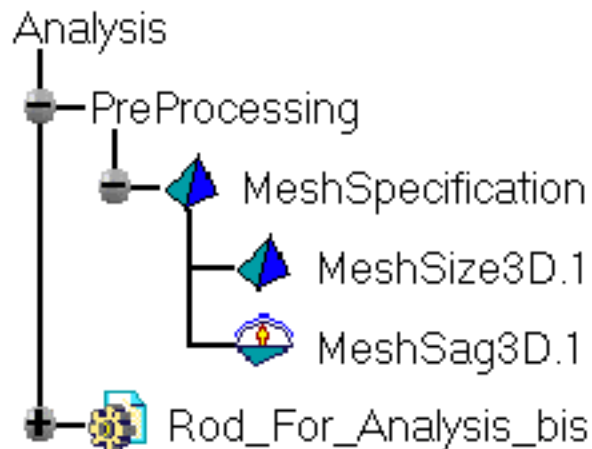 Analysis
PreProcessing
MeshSpecification
MeshSize3D.1
MeshSag3D.1
Rod_For_Analysis_bis